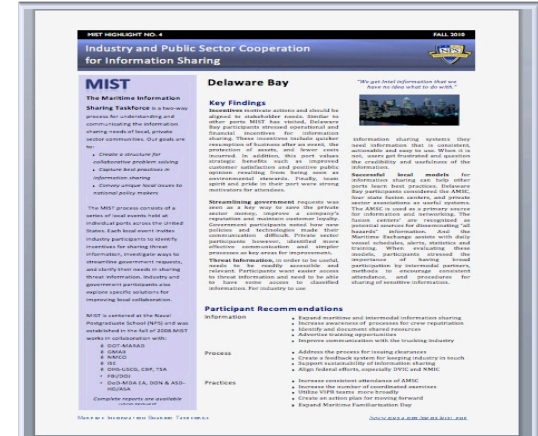 MIST HIGHLIGHT NO. 4
FALL 2010
Industry and Public Sector Cooperation
for Information Sharing
NPS
MIST
The Maritime Information
Sharing Taskforce is a two-way
process for understanding and
communicating the information
sharing needs of local, private
sector communities. Our goals are
to:
• Create a structure for
collaborative problem solving
• Capture best practices in
information sharing
• Convey unique local issues to
national policy makers
The MIST process consists of a
series of local events held at
individual ports across the United
States. Each local event invites
industry participants to identify
incentives for sharing threat
information, investigate ways to
streamline government requests,
and clarify their needs in sharing
threat information. Industry and
government participants also
explore specific solutions for
improving local collaboration.
MIST is centered at the Naval
Postgraduate School (NPS) and was
established in the fall of 2008. MIST
works in collaboration with:
DOT-MARAD
GMAII
NMCO
ISE
DHS-USCG, CBP, TSA
FBI/DOJ
DoD-MDA EA, DON & ASD-
HD/ASA
Complete reports are available
upon request
Delaware Bay
Key Findings
Incentives motivate actions and should be
aligned to stakeholder needs. Similar to
other ports MIST has visited, Delaware
Bay participants stressed operational and
financial incentives for information
sharing. These incentives include quicker
resumption of business after an event, the
protection of assets, and fewer costs
incurred. In addition, this port values
strategic benefits such as improved
customer satisfaction and positive public
opinion resulting from being seen as
environmental stewards. Finally, team
spirit and pride in their port were strong
motivators for attendees.
Streamlining government requests was
seen as a key way to save the private
sector money, improve a company's
reputation and maintain customer loyalty.
Government participants noted how new
policies and technologies made their
communication difficult. Private sector
participants however, identified more
effective communication and simpler
processes as key areas for improvement.
Threat Information, in order to be useful,
needs to be readily accessible and
relevant. Participants want easier access
to threat information and need to be able
to have some access to classified
information. For industry to use
"We get intel information that we
have no idea what to do with."
information sharing systems they
need information that is consistent,
actionable and easy to use. When it is
not, users get frustrated and question
the credibility and usefulness of the
information.
Successful local models for
information sharing can help other
ports learn best practices. Delaware
Bay participants considered the AMSC,
four state fusion centers, and private
sector associations as useful systems.
The AMSC is used as a primary source
for information and networking. The
fusion centers' are recognized as
potential sources for disseminating "all
hazards" information. And the
Maritime Exchange assists with daily
vessel schedules, alerts, statistics and
training. When evaluating these
models, participants stressed the
importance of having broad
participation by intermodal partners,
methods to encourage consistent
attendance, and procedures for
sharing of sensitive information.
Participant Recommendations
Information
• Expand maritime and intermodal information sharing
• Increase awareness of processes for crew repatriation
• Identify and document shared resources
• Advertise training opportunities
• Improve communication with the trucking industry
Process
• Address the process for issuing clearances
• Create a feedback system for keeping industry in touch
• Support sustainability of information sharing
• Align federal efforts, especially DVIC and NMIC
Practices
• Increase consistent attendance of AMSC
• Increase the number of coordinated exercises
• Utilize VIPR teams more broadly
• Create an action plan for moving forward
• Expand Maritime Familiarization Day
Maritime Information Sharing Taskforce